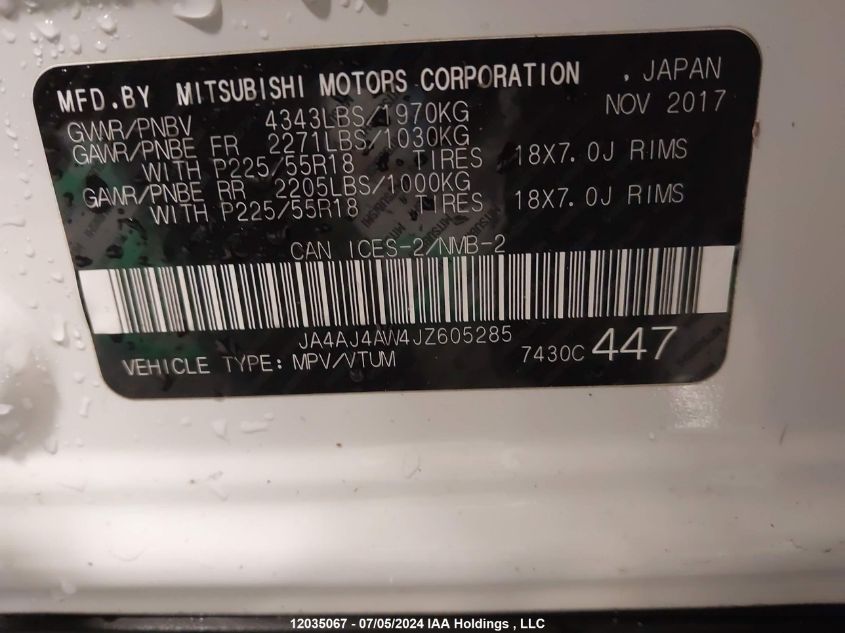 MFD.BY MITSUBISHI MOTORS CORPORATION , JAPAN
NOV 2017
GVWR/PNBV 4343LBS/1970KG
GAWR/PNBE FR 2271LBS/1030KG
WITH P225/55R18 TIRES 18X7.0J RIMS
GAWR/PNBE RR 2205LBS/1000KG
WITH P225/55R18 TIRES 18X7.0J RIMS
CAN ICES-2/NMB-2
JA4AJ4AW4JZ605285
VEHICLE TYPE: MPV/VTUM 7430C 447
12035067 - 07/05/2024 IAA Holdings , LLC